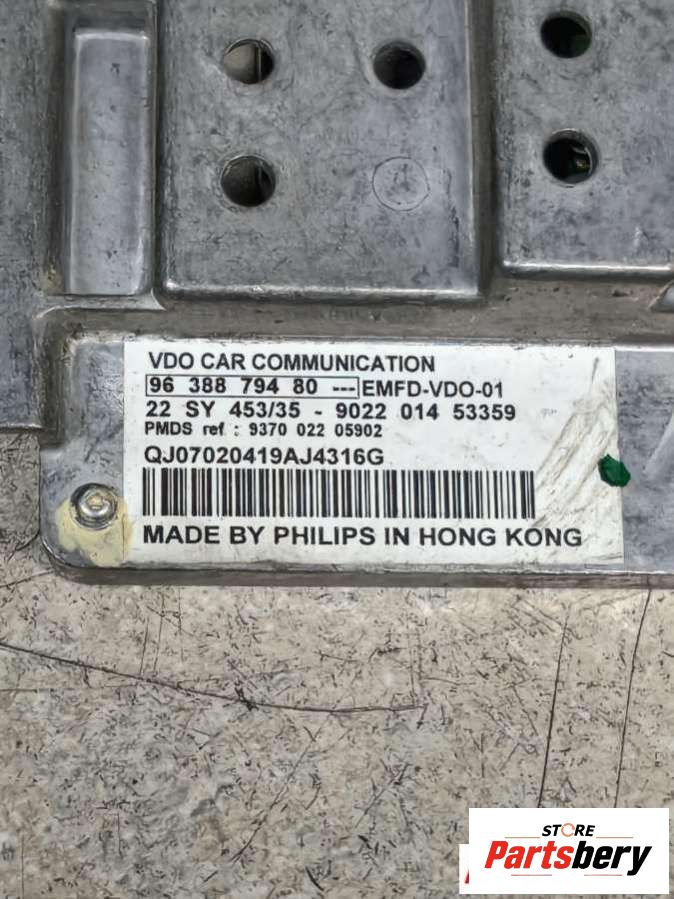 VDO CAR COMMUNICATION
96 388 794 80 --- EMFD-VDO-01
22 SY 453/35 - 9022 014 53359
PMDS ref : 9370 022 05902
QJ07020419AJ4316G
MADE BY PHILIPS IN HONG KONG
STORE
Partsbery